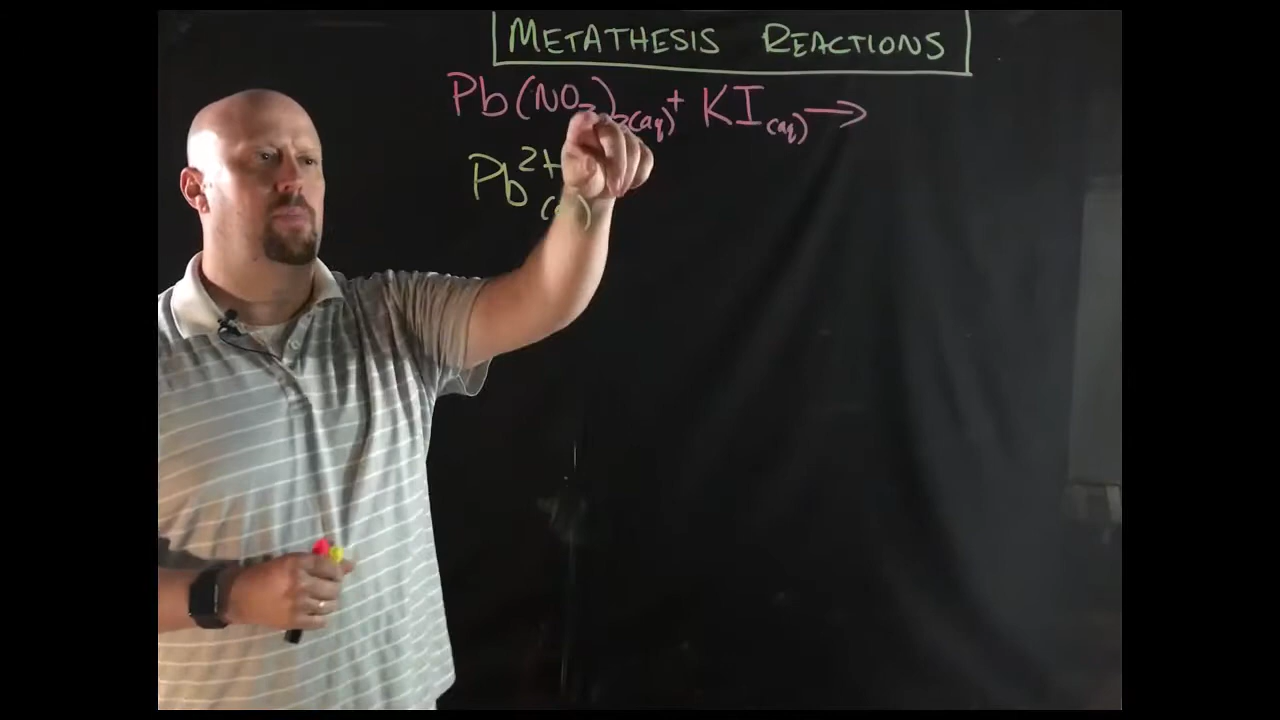 METATHESIS REACTIONS
Pb(NO3)2(aq) + KI(aq) →
Pb2+